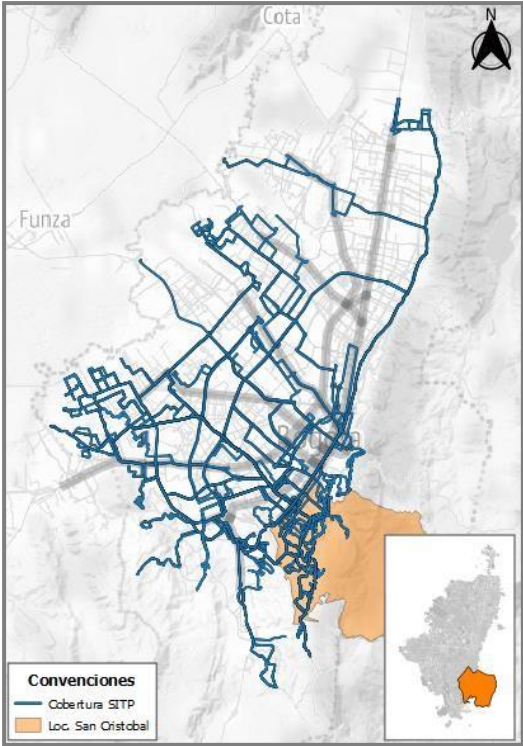 Cota
N
Funza
Bogotá
Convenciones
Cobertura SITP
Loc. San Cristobal